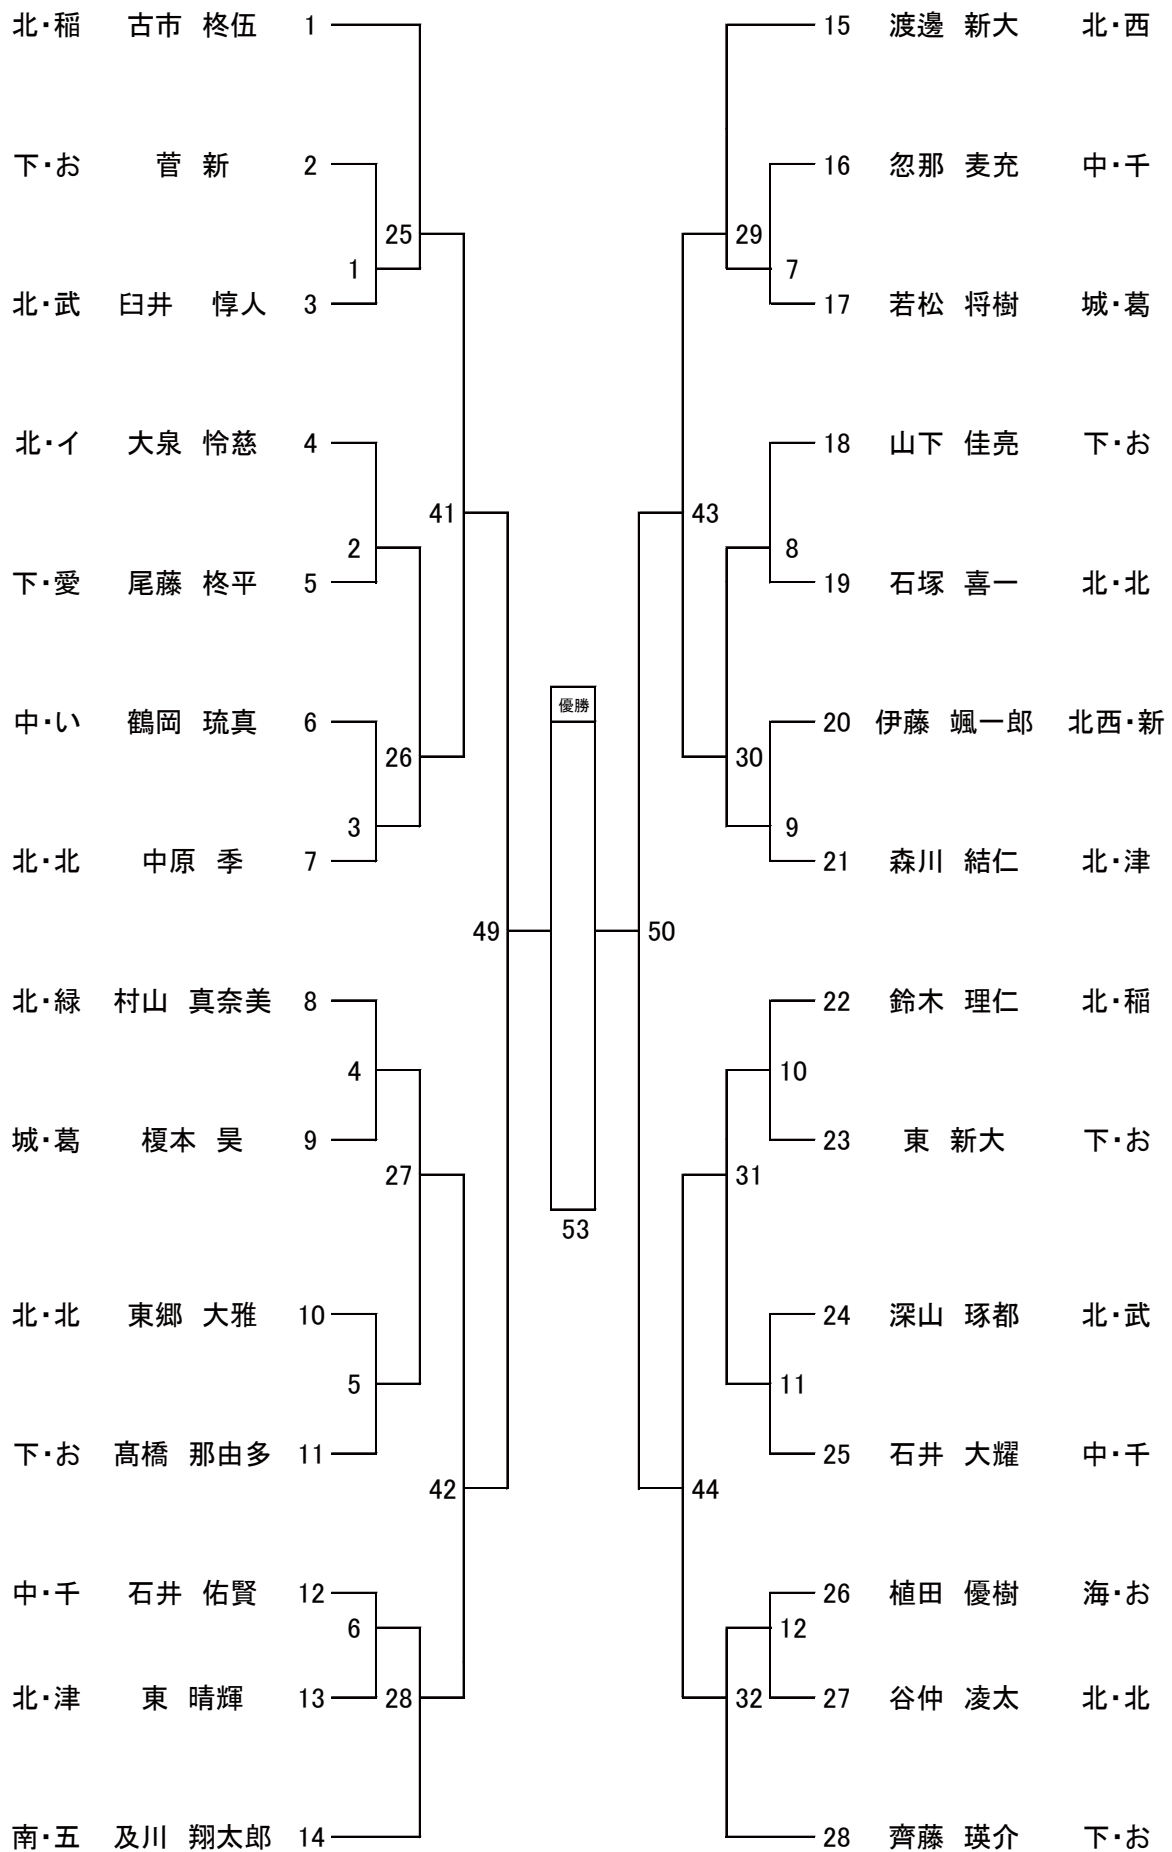 北・稲 古市 柊伍 1 15 渡邉 新大 北・西
下・お 菅 新 2 16 忽那 麦充 中・千
25 29
1 7
北・武 臼井 惇人 3 17 若松 将樹 城・葛
北・イ 大泉 怜慈 4 18 山下 佳亮 下・お
41 43
2 8
下・愛 尾藤 柊平 5 19 石塚 喜一 北・北
優勝
中・い 鶴岡 琉真 6 20 伊藤 颯一郎 北西・新
26 30
3 9
北・北 中原 季 7 21 森川 結仁 北・津
49 50
北・緑 村山 真奈美 8 22 鈴木 理仁 北・稲
4 10
城・葛 榎本 昊 9 23 東 新大 下・お
27 31
53
北・北 東郷 大雅 10 24 深山 琢都 北・武
5 11
下・お 髙橋 那由多 11 25 石井 大耀 中・千
42 44
中・千 石井 佑賢 12 26 植田 優樹 海・お
6 12
北・津 東 晴輝 13 28 32 27 谷仲 凌太 北・北
南・五 及川 翔太郎 14 28 齊藤 瑛介 下・お